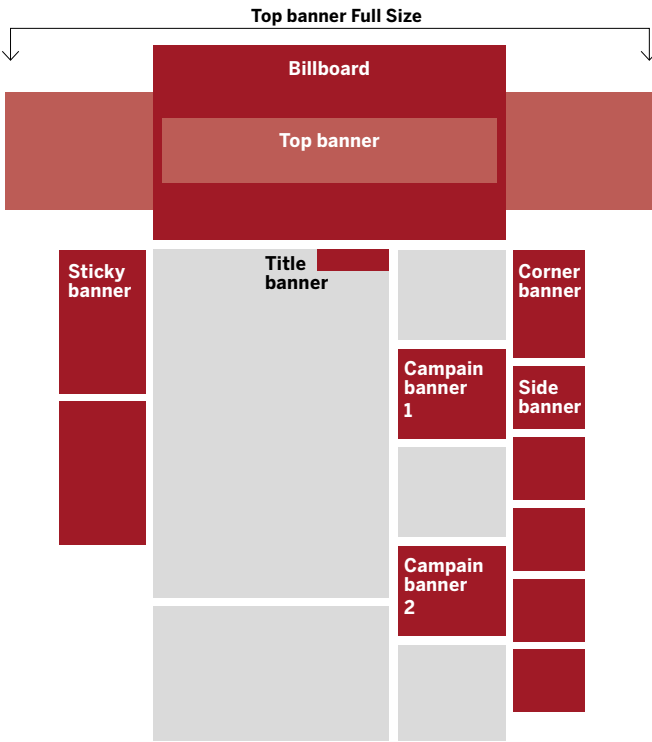 Top banner Full Size
Billboard
Top banner
Sticky
banner
Title
banner
Corner
banner
Campain
banner
1
Side
banner
Campain
banner
2